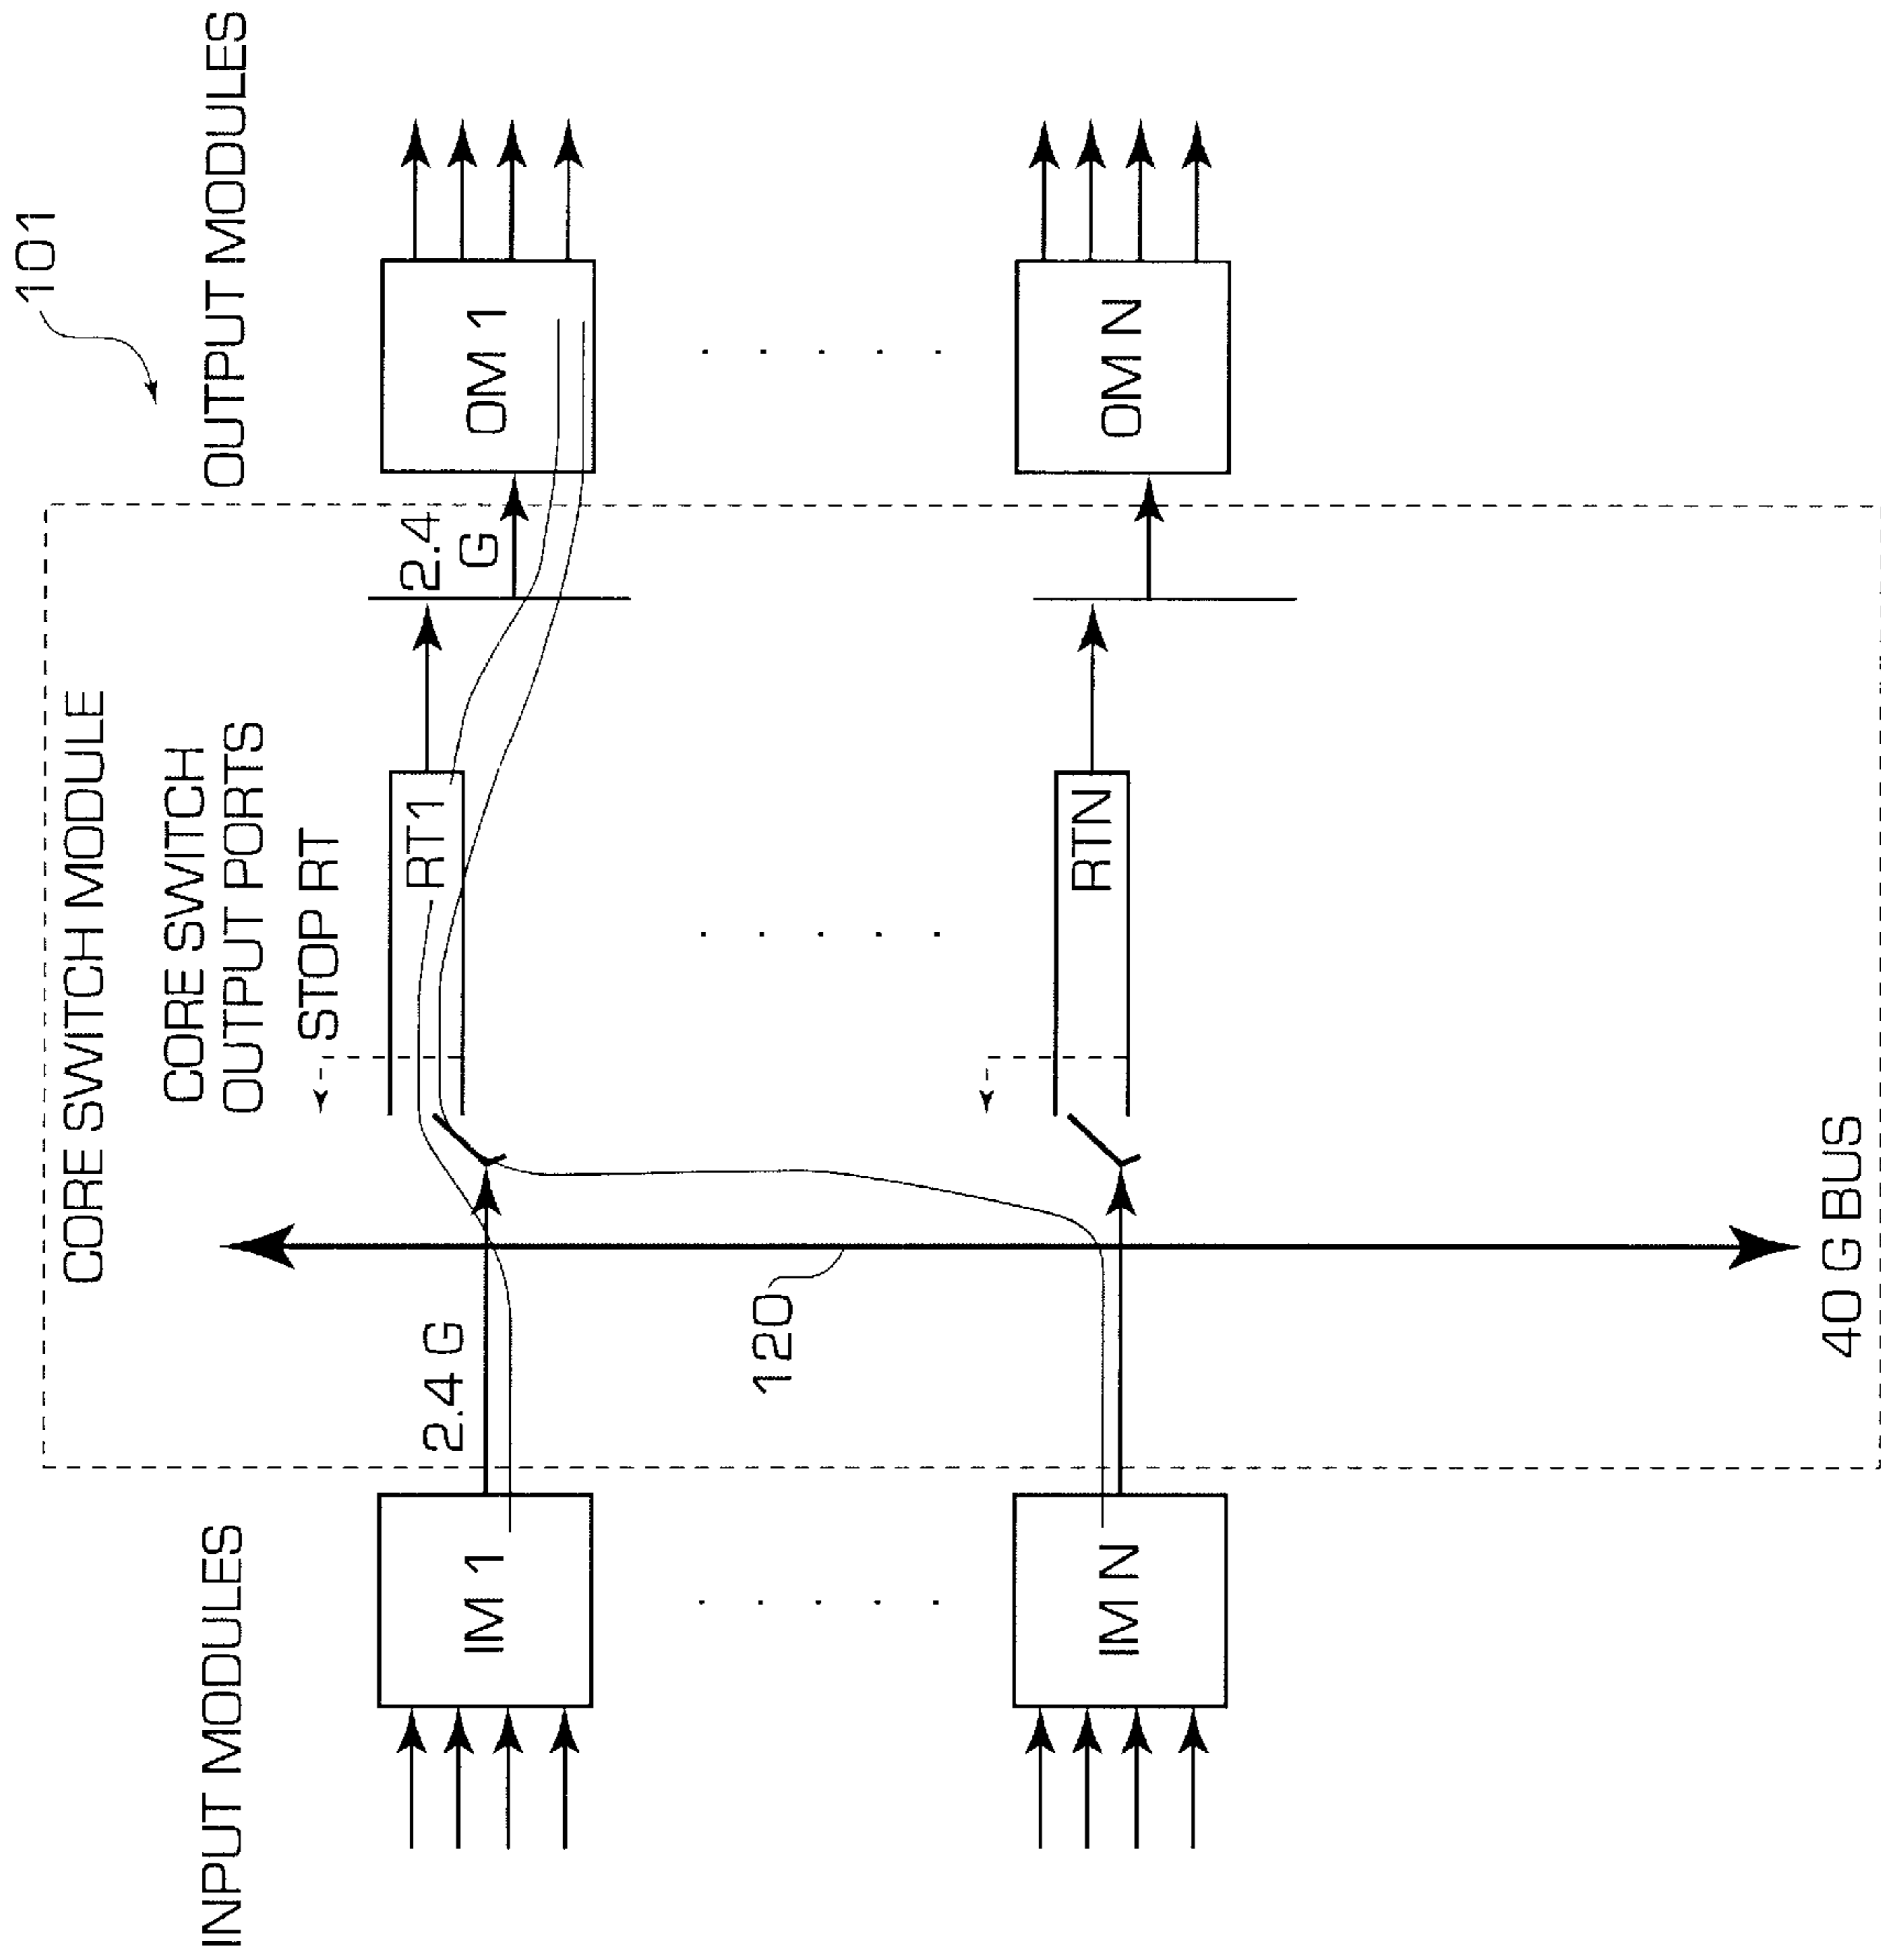 101
INPUT MODULES
CORE SWITCH MODULE
OUTPUT MODULES
CORE SWITCH
OUTPUT PORTS
STOP RT
IM 1
2.4 G
RT1
2.4
G
OM 1
120
IM N
RTN
OM N
40 G BUS